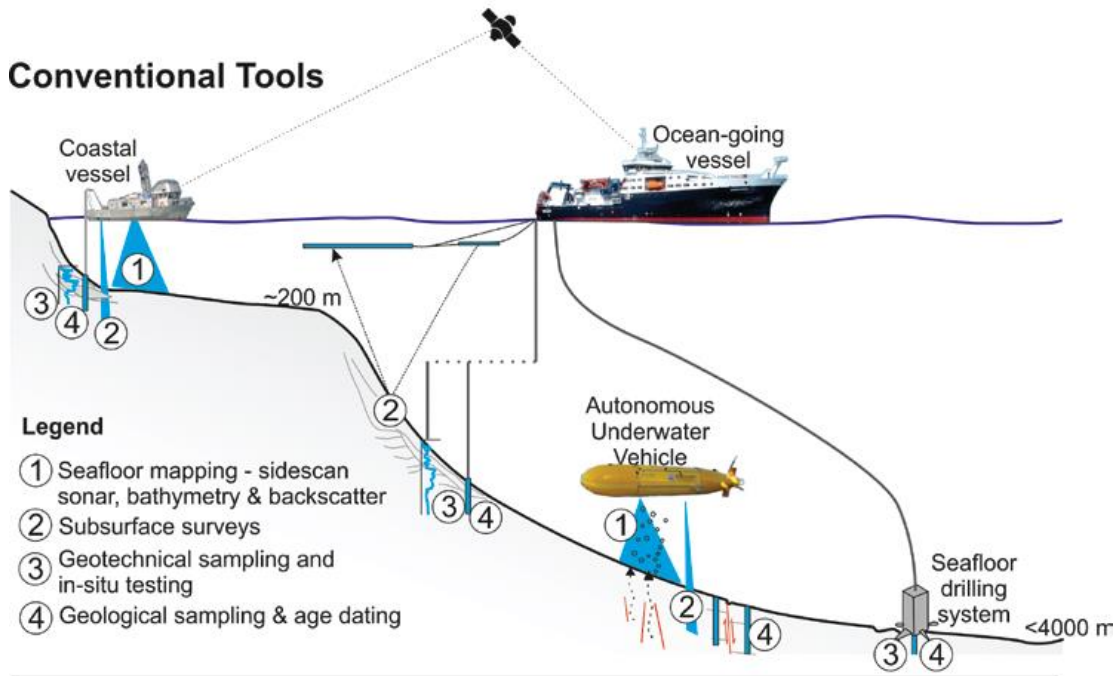 Conventional Tools
Coastal
vessel
Ocean-going
vessel
1
3
4
2
~200 m
2
3
4
Autonomous
Underwater
Vehicle
1
2
4
Seafloor
drilling
system
<4000 m
3
4
Legend
1 Seafloor mapping - sidescan
sonar, bathymetry & backscatter
2 Subsurface surveys
3 Geotechnical sampling and
in-situ testing
4 Geological sampling & age dating